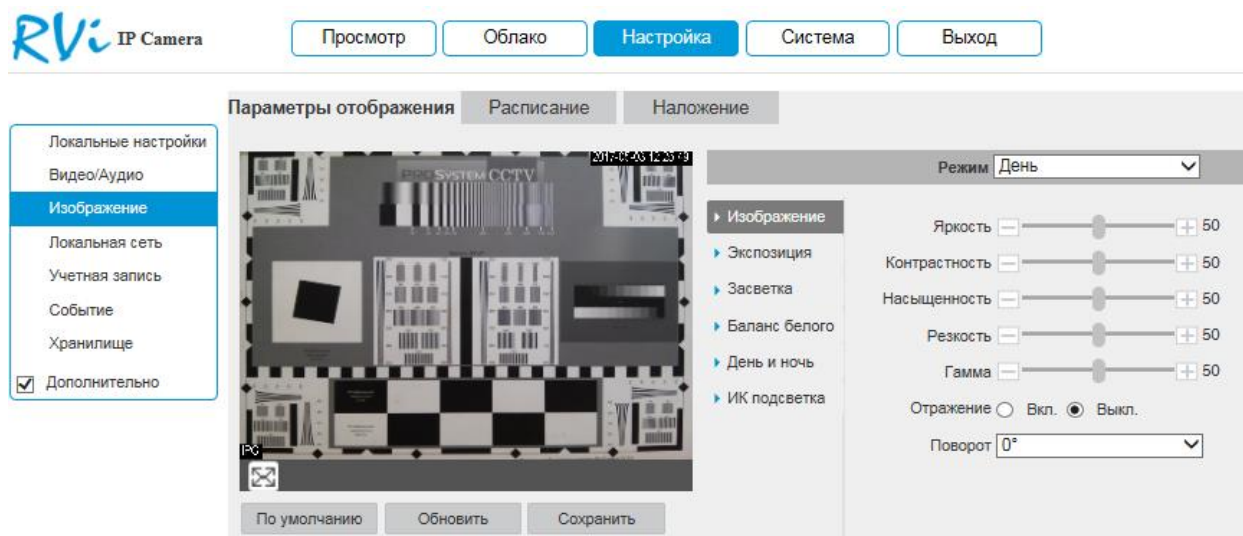 RVi IP Camera
Просмотр
Облако
Настройка
Система
Выход
Параметры отображения
Расписание
Наложение
Локальные настройки
Видео/Аудио
Изображение
Локальная сеть
Учетная запись
Событие
Хранилище
Дополнительно
PROSYSTEM CCTV
IPC
По умолчанию
Обновить
Сохранить
Режим День
Изображение
Экспозиция
Засветка
Баланс белого
День и ночь
ИК подсветка
Яркость 50
Контрастность 50
Насыщенность 50
Резкость 50
Гамма 50
Отражение Вкл. Выкл.
Поворот 0°